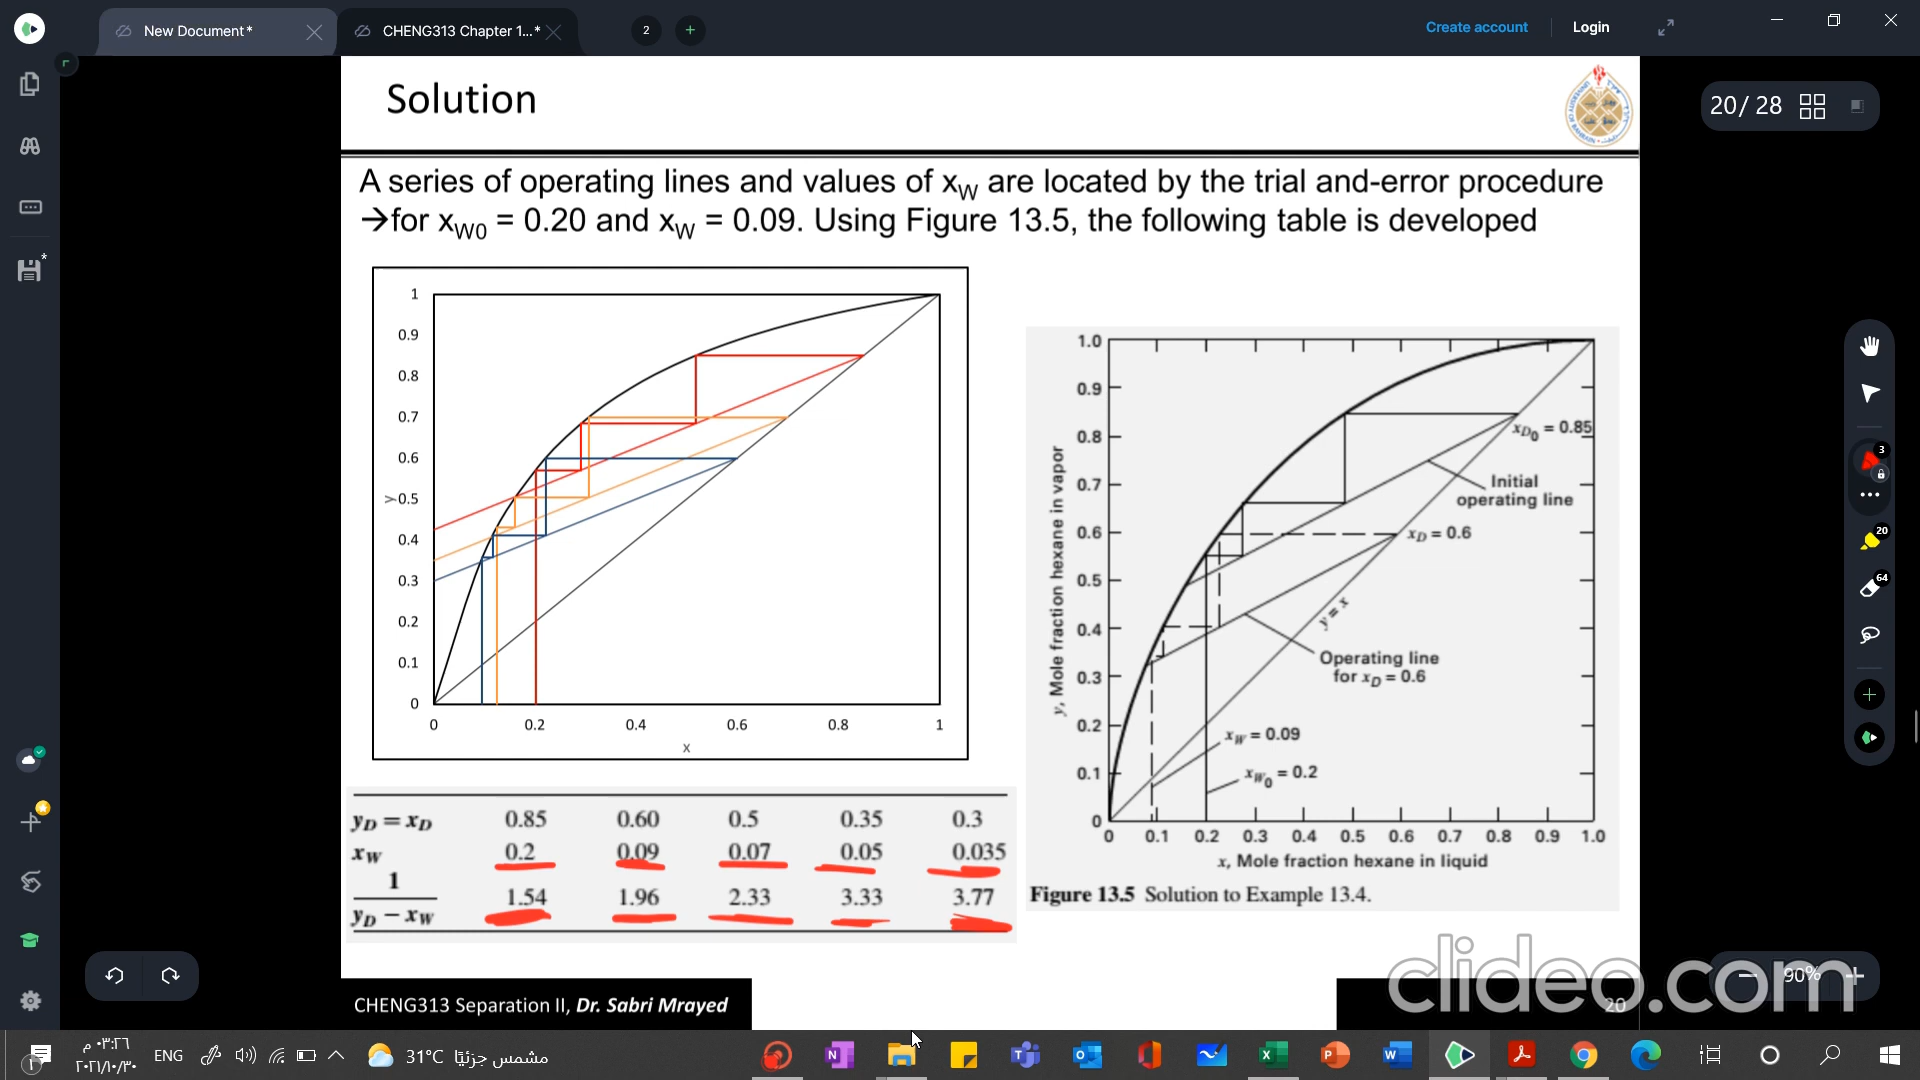 New Document*
CHENG313 Chapter 1...*
2
Create account
Login
Solution
20/ 28
A series of operating lines and values of xW are located by the trial and-error procedure
→for xW0 = 0.20 and xW = 0.09. Using Figure 13.5, the following table is developed
1
0.9
0.8
0.7
0.6
0.5
0.4
0.3
0.2
0.1
0
y
0 0.2 0.4 0.6 0.8 1
x
1.0
0.9
0.8
0.7
0.6
0.5
0.4
0.3
0.2
0.1
0
y, Mole fraction hexane in vapor
xD0 = 0.85
Initial
operating line
xD = 0.6
y = x
Operating line
for xD = 0.6
xW = 0.09
xW0 = 0.2
0 0.1 0.2 0.3 0.4 0.5 0.6 0.7 0.8 0.9 1.0
x, Mole fraction hexane in liquid
Figure 13.5 Solution to Example 13.4.
yD = xD 0.85 0.60 0.5 0.35 0.3
xW 0.2 0.09 0.07 0.05 0.035
1
yD − xW 1.54 1.96 2.33 3.33 3.77
3
20
64
CHENG313 Separation II, Dr. Sabri Mrayed
20
90%
clideo.com
٠٣:٢٦ م
٢٠٢١/١٠/٣٠
ENG
31°C مشمس جزئيًا